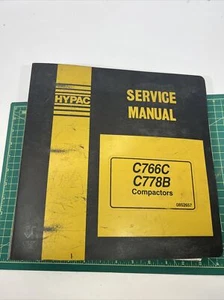 HYPAC
SERVICE
MANUAL
C766C
C778B
Compactors